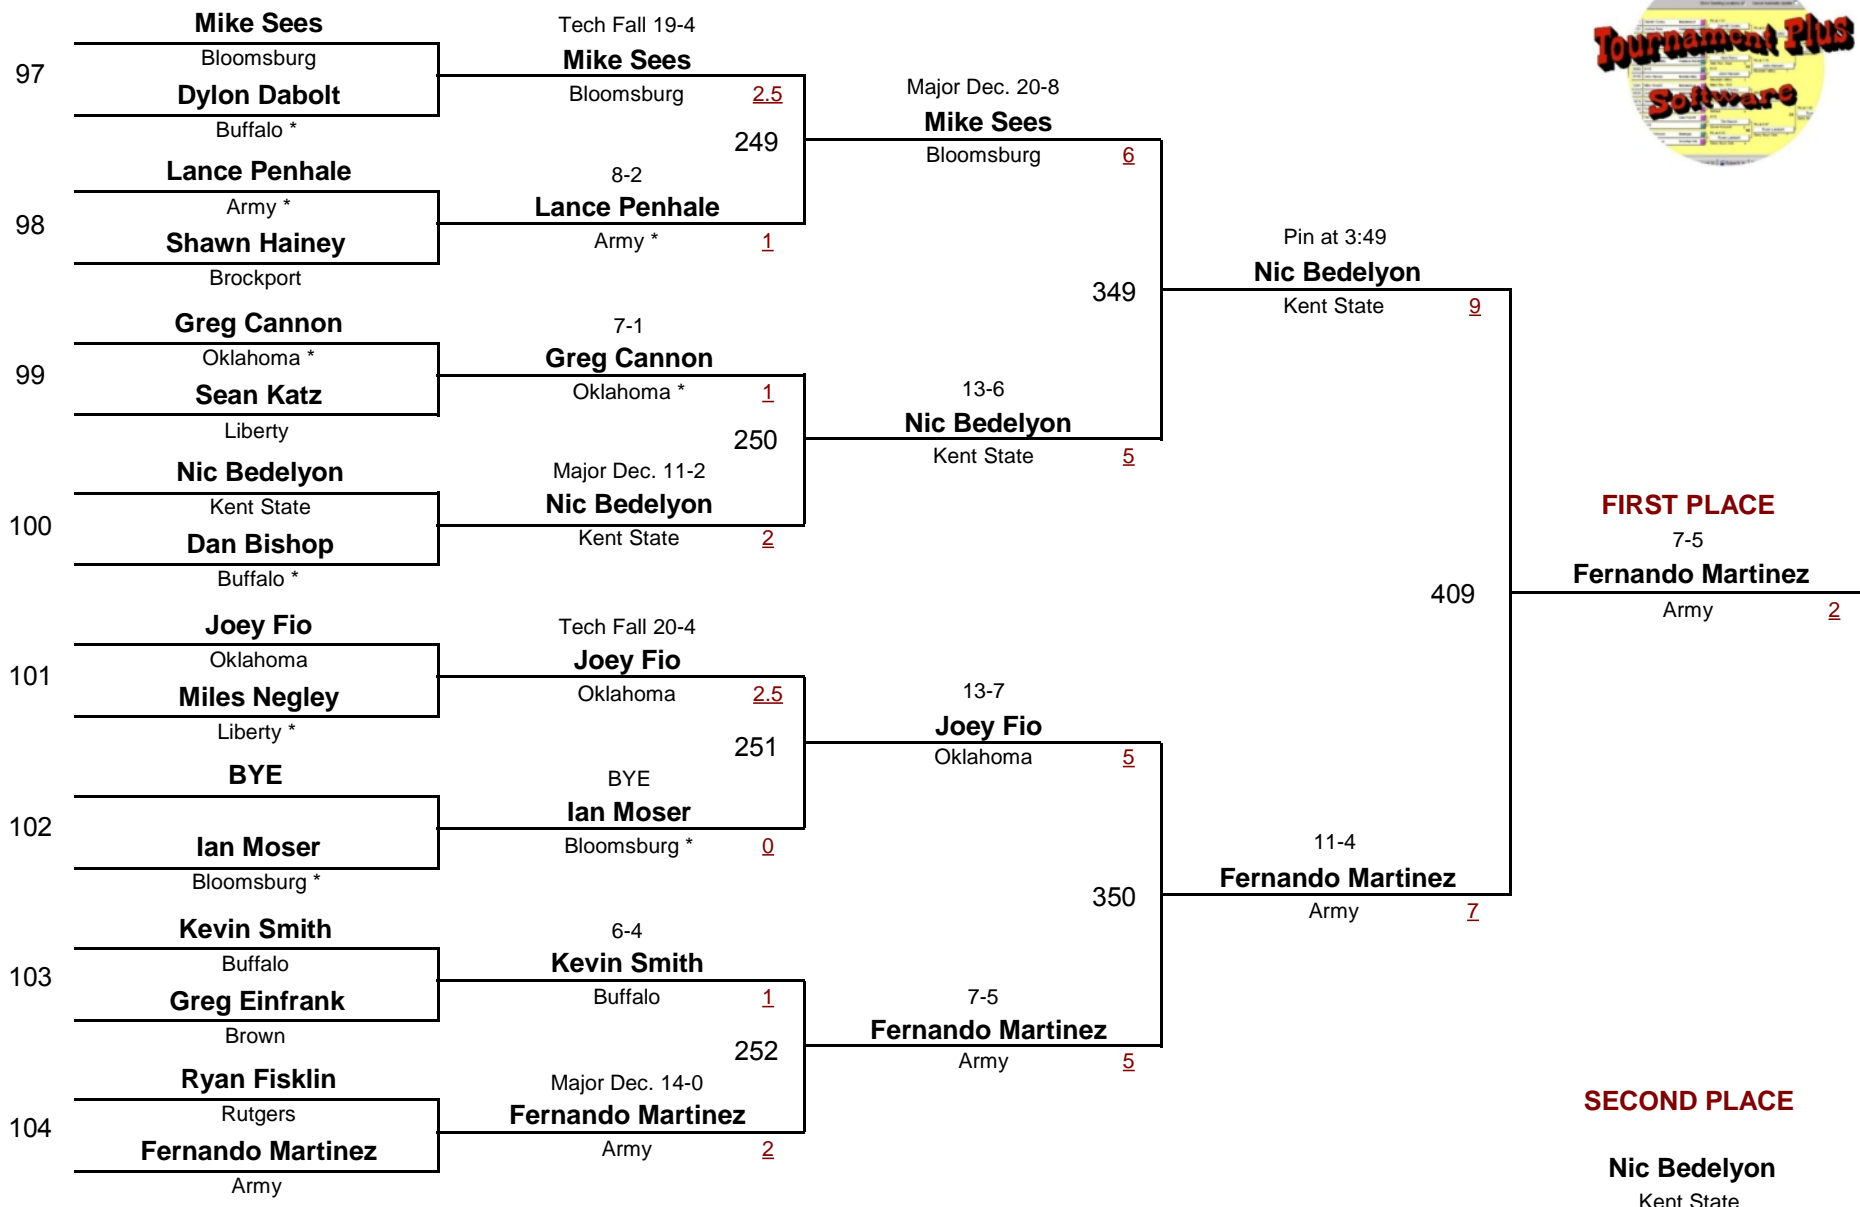 Mike Sees
97
Bloomsburg
Dylon Dabolt
Buffalo *
Lance Penhale
98
Army *
Shawn Hainey
Brockport
Greg Cannon
99
Oklahoma *
Sean Katz
Liberty
Nic Bedelyon
100
Kent State
Dan Bishop
Buffalo *
Joey Fio
101
Oklahoma
Miles Negley
Liberty *
BYE
102
Ian Moser
Bloomsburg *
Kevin Smith
103
Buffalo
Greg Einfrank
Brown
Ryan Fisklin
104
Rutgers
Fernando Martinez
Army
Tech Fall 19-4
Mike Sees
Bloomsburg 2.5
249
8-2
Lance Penhale
Army * 1
7-1
Greg Cannon
Oklahoma * 1
250
Major Dec. 11-2
Nic Bedelyon
Kent State 2
Tech Fall 20-4
Joey Fio
Oklahoma 2.5
251
BYE
Ian Moser
Bloomsburg * 0
6-4
Kevin Smith
Buffalo 1
252
Major Dec. 14-0
Fernando Martinez
Army 2
Major Dec. 20-8
Mike Sees
Bloomsburg 6
349
13-6
Nic Bedelyon
Kent State 5
13-7
Joey Fio
Oklahoma 5
350
7-5
Fernando Martinez
Army 5
Pin at 3:49
Nic Bedelyon
Kent State 9
409
11-4
Fernando Martinez
Army 7
Tournament Plus
Software
FIRST PLACE
7-5
Fernando Martinez
Army 2
SECOND PLACE
Nic Bedelyon
Kent State